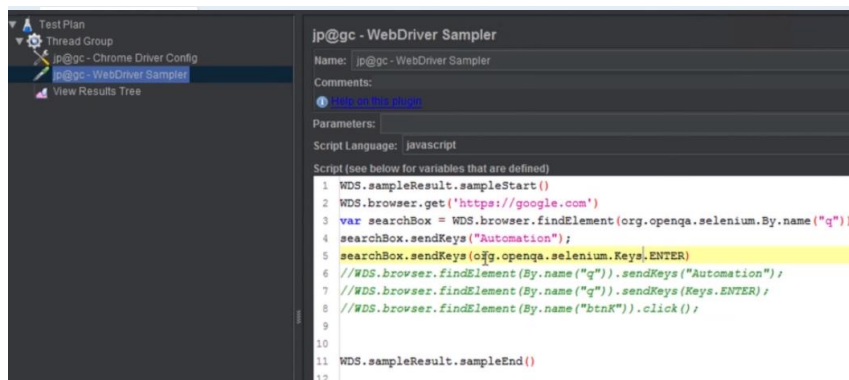 Test Plan
Thread Group
jp@gc - Chrome Driver Config
jp@gc - WebDriver Sampler
View Results Tree
jp@gc - WebDriver Sampler
Name: jp@gc - WebDriver Sampler
Comments:
Help on this plugin
Parameters:
Script Language: javascript
Script (see below for variables that are defined)
1 WDS.sampleResult.sampleStart()
2 WDS.browser.get('https://google.com')
3 var searchBox = WDS.browser.findElement(org.openqa.selenium.By.name("q"))
4 searchBox.sendKeys("Automation");
5 searchBox.sendKeys(org.openqa.selenium.Keys.ENTER)
6 //WDS.browser.findElement(By.name("q")).sendKeys("Automation");
7 //WDS.browser.findElement(By.name("q")).sendKeys(Keys.ENTER);
8 //WDS.browser.findElement(By.name("btnK")).click();
9
10
11 WDS.sampleResult.sampleEnd()
12